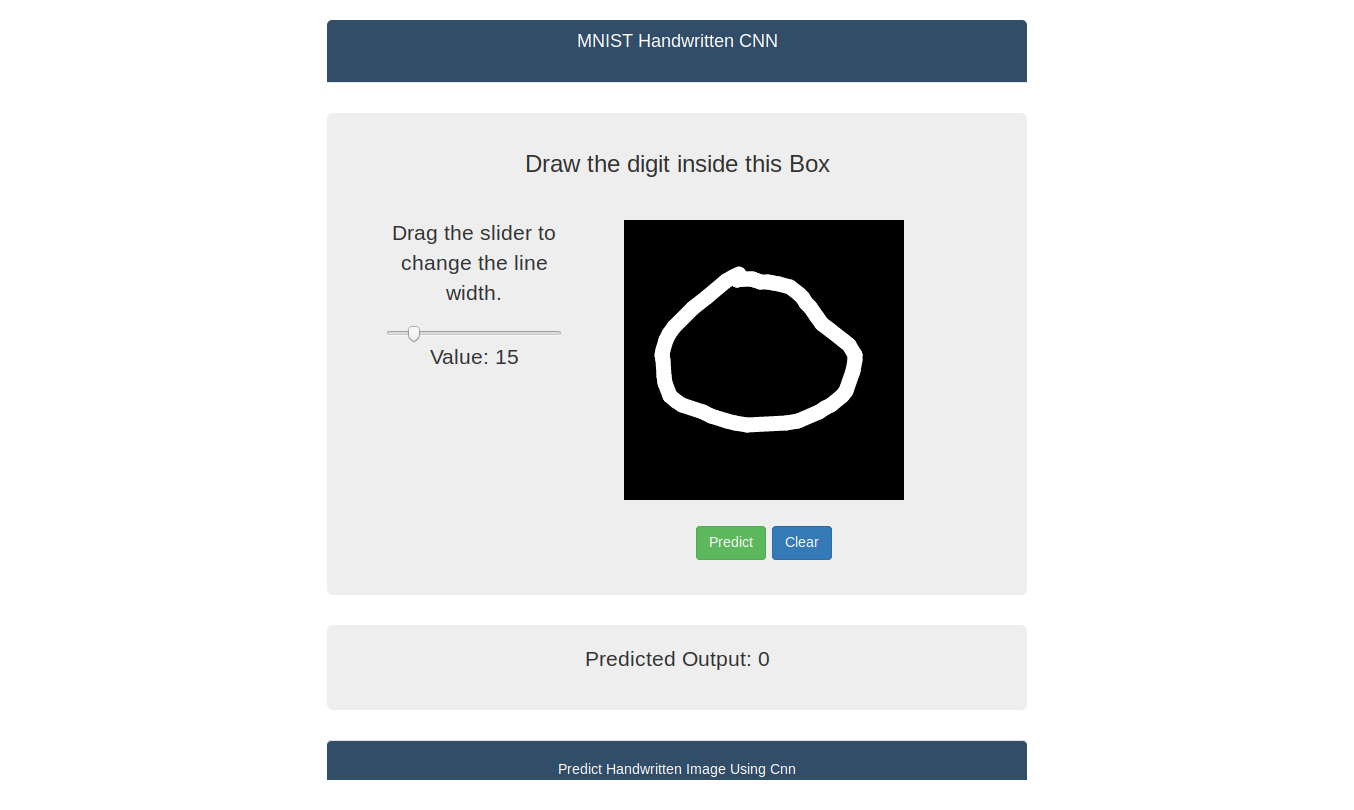 MNIST Handwritten CNN
Draw the digit inside this Box
Drag the slider to
change the line
width.
Value: 15
0
Predict Clear
Predicted Output: 0
Predict Handwritten Image Using Cnn